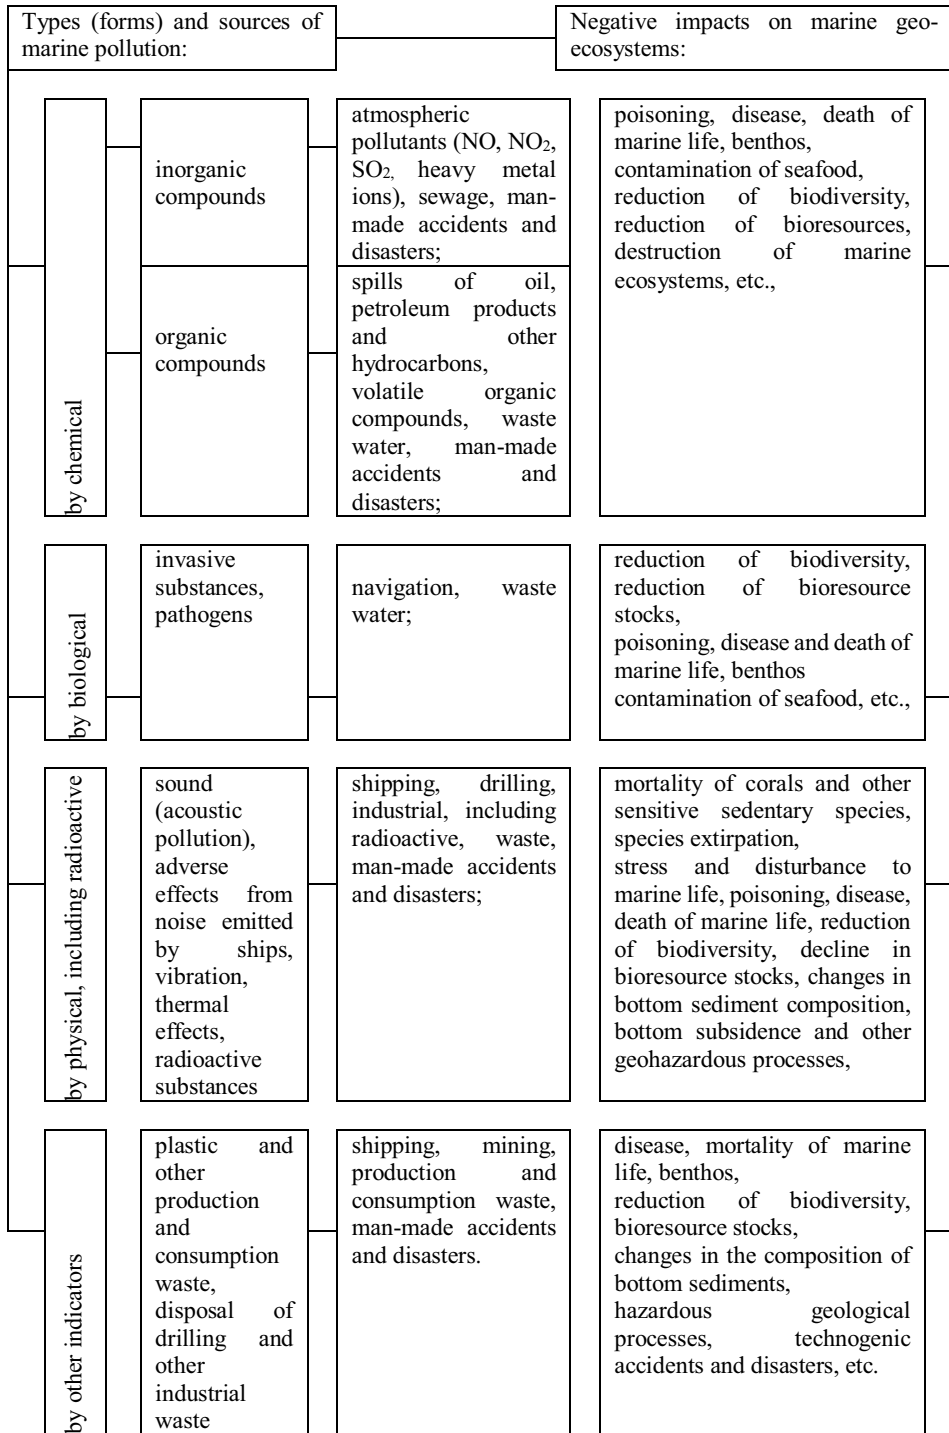 Types (forms) and sources of
marine pollution:
Negative impacts on marine geo-
ecosystems:
by chemical
inorganic
compounds
atmospheric
pollutants (NO, NO₂,
SO₂, heavy metal
ions), sewage, man-
made accidents and
disasters;
organic
compounds
spills of oil,
petroleum products
and other
hydrocarbons,
volatile organic
compounds, waste
water, man-made
accidents and
disasters;
poisoning, disease, death of
marine life, benthos,
contamination of seafood,
reduction of biodiversity,
reduction of bioresources,
destruction of marine
ecosystems, etc.,
by biological
invasive
substances,
pathogens
navigation, waste
water;
reduction of biodiversity,
reduction of bioresource
stocks,
poisoning, disease and death of
marine life, benthos
contamination of seafood, etc.,
by physical, including radioactive
sound
(acoustic
pollution),
adverse
effects from
noise emitted
by ships,
vibration,
thermal
effects,
radioactive
substances
shipping, drilling,
industrial, including
radioactive, waste,
man-made accidents
and disasters;
mortality of corals and other
sensitive sedentary species,
species extirpation,
stress and disturbance to
marine life, poisoning, disease,
death of marine life, reduction
of biodiversity, decline in
bioresource stocks, changes in
bottom sediment composition,
bottom subsidence and other
geohazardous processes,
by other indicators
plastic and
other
production
and
consumption
waste,
disposal of
drilling and
other
industrial
waste
shipping, mining,
production and
consumption waste,
man-made accidents
and disasters.
disease, mortality of marine
life, benthos,
reduction of biodiversity,
bioresource stocks,
changes in the composition of
bottom sediments,
hazardous geological
processes, technogenic
accidents and disasters, etc.